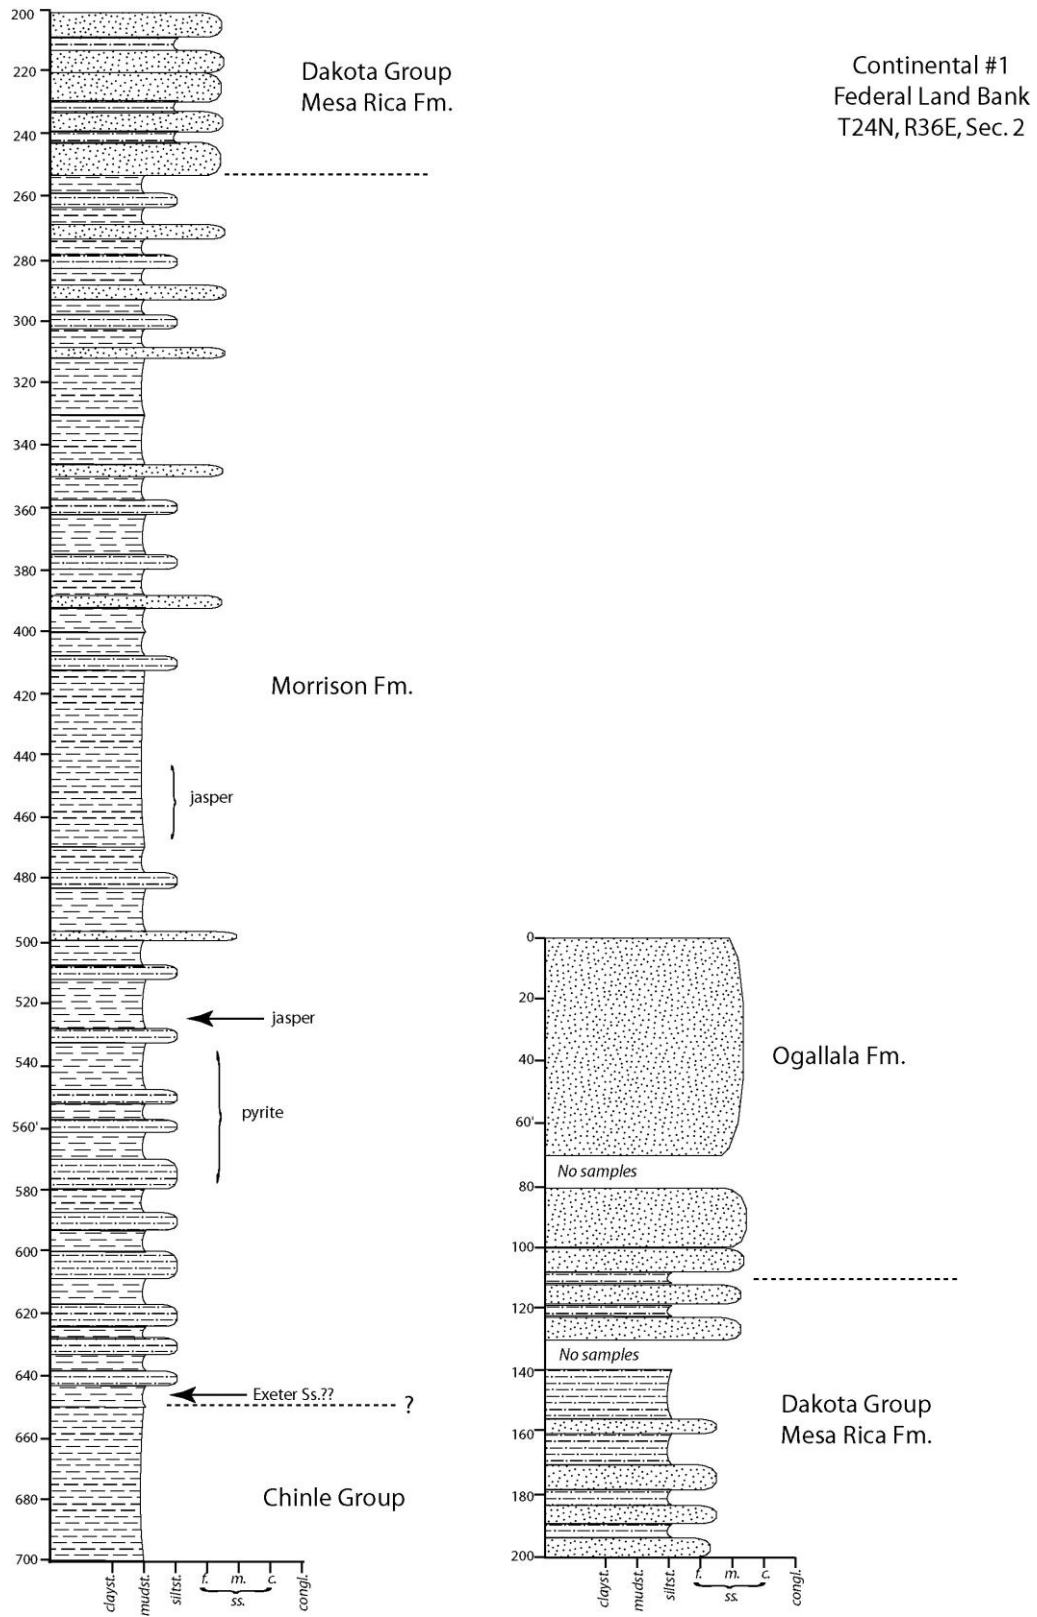 Continental #1
Federal Land Bank
T24N, R36E, Sec. 2
200
220
240
260
280
300
320
340
360
380
400
420
440
460
480
500
520
540
560'
580
600
620
640
660
680
700
Dakota Group
Mesa Rica Fm.
Morrison Fm.
jasper
jasper
pyrite
Exeter Ss.??
?
Chinle Group
clayst.
mudst.
siltst.
f.
m.
c.
ss.
congl.
0
20
40
60'
80
100
120
140
160
180
200
Ogallala Fm.
No samples
No samples
Dakota Group
Mesa Rica Fm.
clayst.
mudst.
siltst.
f.
m.
c.
ss.
congl.